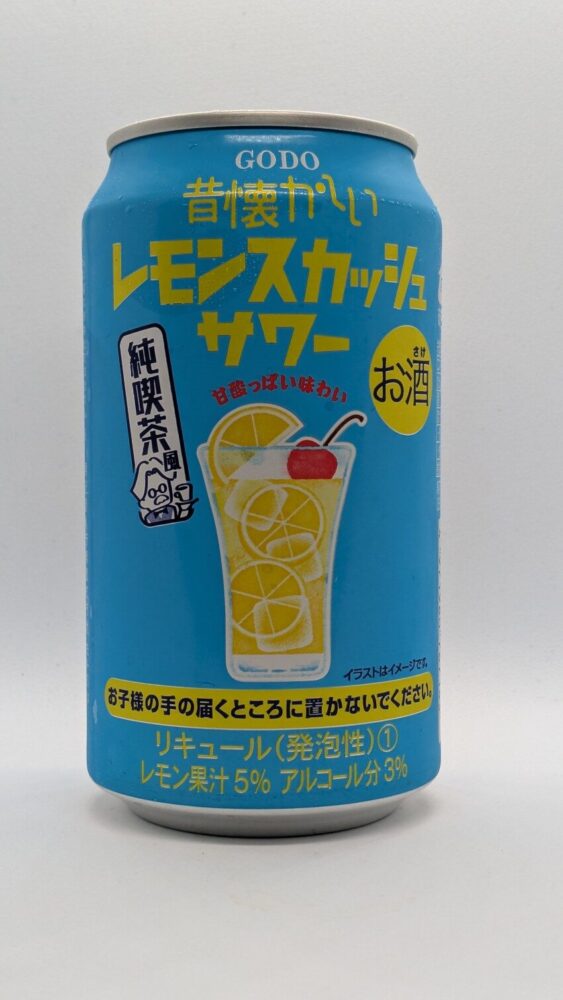 GODO
昔懐かしい
レモンスカッシュ
サワー
さけ
お酒
純喫茶風
甘酸っぱい味わい
イラストはイメージです。
お子様の手の届くところに置かないでください。
リキュール(発泡性)①
レモン果汁5% アルコール分3%